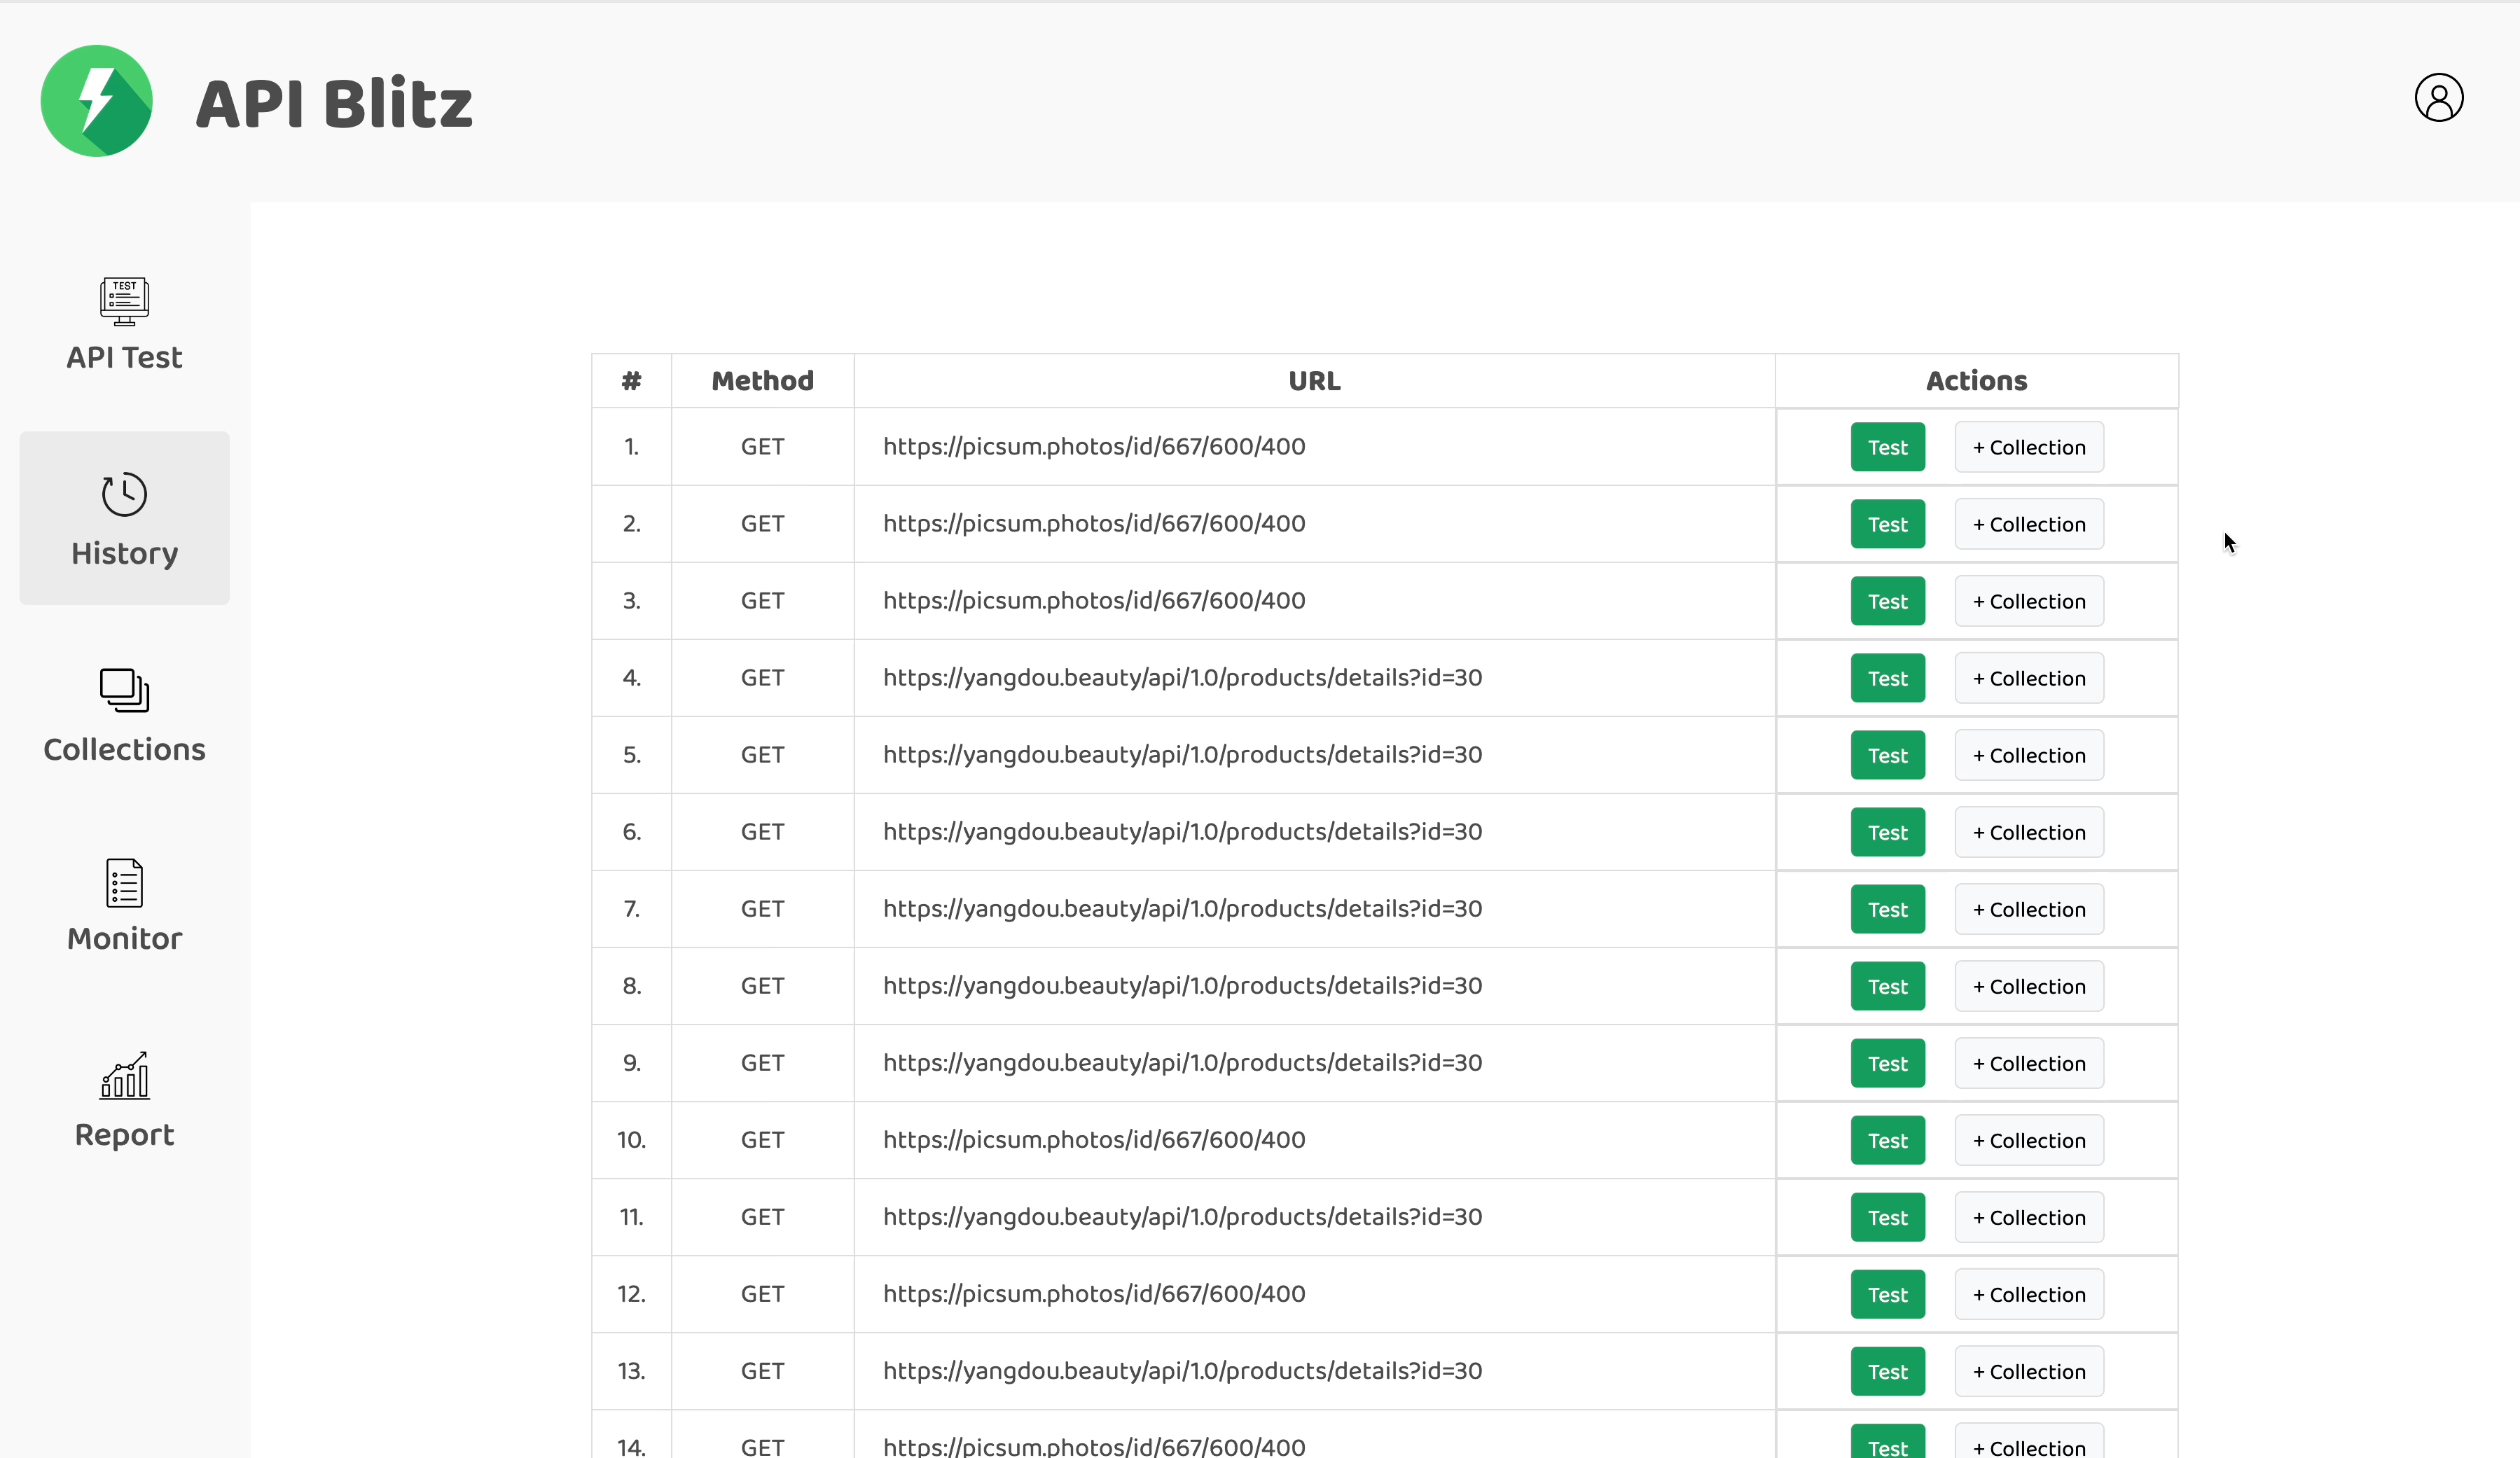 API Blitz
TEST
API Test
History
Collections
Monitor
Report
# Method URL Actions
1. GET https://picsum.photos/id/667/600/400 Test + Collection
2. GET https://picsum.photos/id/667/600/400 Test + Collection
3. GET https://picsum.photos/id/667/600/400 Test + Collection
4. GET https://yangdou.beauty/api/1.0/products/details?id=30 Test + Collection
5. GET https://yangdou.beauty/api/1.0/products/details?id=30 Test + Collection
6. GET https://yangdou.beauty/api/1.0/products/details?id=30 Test + Collection
7. GET https://yangdou.beauty/api/1.0/products/details?id=30 Test + Collection
8. GET https://yangdou.beauty/api/1.0/products/details?id=30 Test + Collection
9. GET https://yangdou.beauty/api/1.0/products/details?id=30 Test + Collection
10. GET https://picsum.photos/id/667/600/400 Test + Collection
11. GET https://yangdou.beauty/api/1.0/products/details?id=30 Test + Collection
12. GET https://picsum.photos/id/667/600/400 Test + Collection
13. GET https://yangdou.beauty/api/1.0/products/details?id=30 Test + Collection
14. GET https://picsum.photos/id/667/600/400 Test + Collection